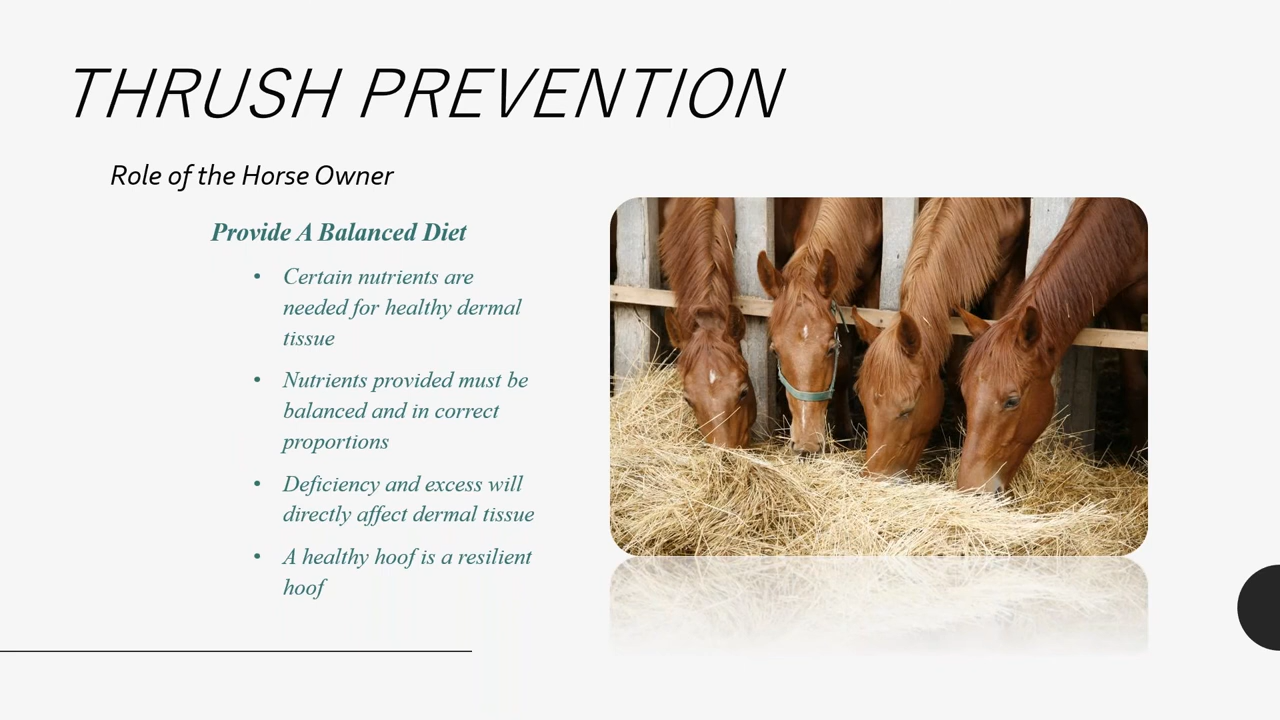 THRUSH PREVENTION
Role of the Horse Owner
Provide A Balanced Diet
• Certain nutrients are
needed for healthy dermal
tissue
• Nutrients provided must be
balanced and in correct
proportions
• Deficiency and excess will
directly affect dermal tissue
• A healthy hoof is a resilient
hoof